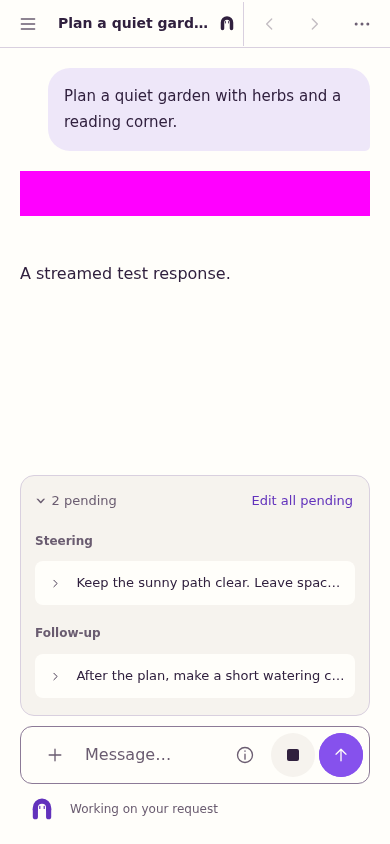 Plan a quiet gard…
Plan a quiet garden with herbs and a
reading corner.
A streamed test response.
2 pending
Edit all pending
Steering
Keep the sunny path clear. Leave spac…
Follow-up
After the plan, make a short watering c…
Message…
Working on your request